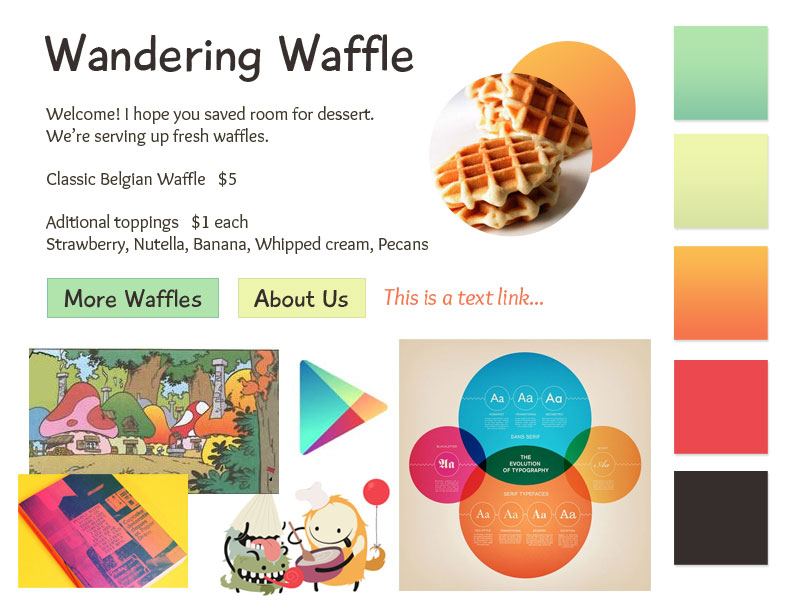 Wandering Waffle
Welcome! I hope you saved room for dessert.
We’re serving up fresh waffles.
Classic Belgian Waffle $5
Aditional toppings $1 each
Strawberry, Nutella, Banana, Whipped cream, Pecans
More Waffles
About Us
This is a text link...
Aa Aa Aa
SANS SERIF
Aa
THE
EVOLUTION
OF TYPOGRAPHY
Aa
SERIF TYPEFACES
Aa Aa Aa Aa